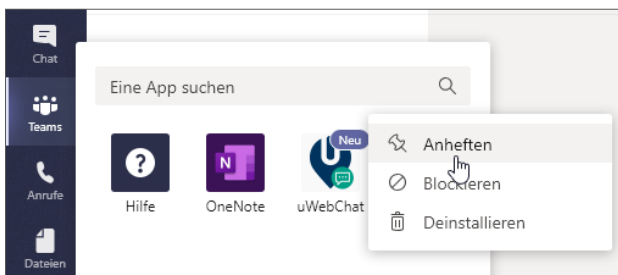 Chat
Eine App suchen
Teams
Neu
Anheften
N
Blockieren
Anrufe
Hilfe
OneNote
uWebChat
Deinstallieren
Dateien